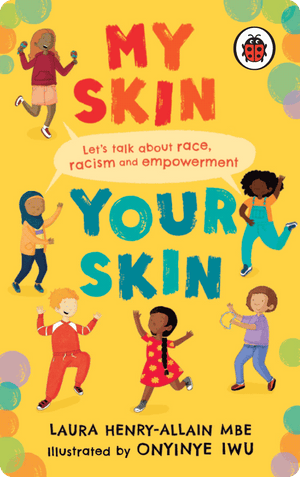 MY
SKIN
Let's talk about race,
racism and empowerment
YOUR
SKIN
LAURA HENRY-ALLAIN MBE
Illustrated by ONYINYE IWU